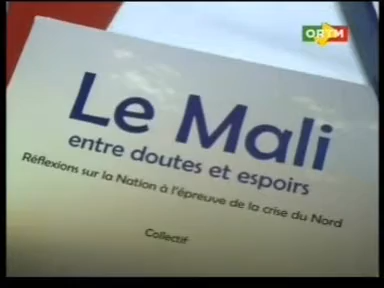 ORTM
Le Mali
entre doutes et espoirs
Réflexions sur la Nation à l'épreuve de la crise du Nord
Collectif